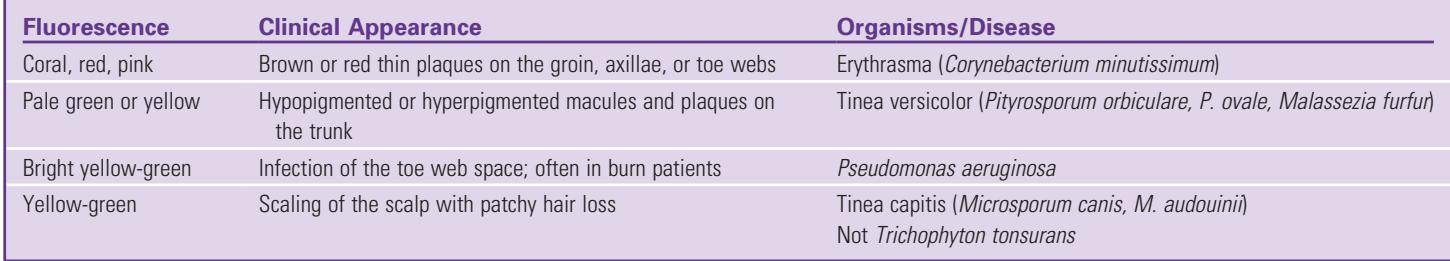 Fluorescence Clinical Appearance Organisms/Disease
Coral, red, pink Brown or red thin plaques on the groin, axillae, or toe webs Erythrasma (Corynebacterium minutissimum)
Pale green or yellow Hypopigmented or hyperpigmented macules and plaques on Tinea versicolor (Pityrosporum orbiculare, P. ovale, Malassezia furfur)
the trunk
Bright yellow-green Infection of the toe web space; often in burn patients Pseudomonas aeruginosa
Yellow-green Scaling of the scalp with patchy hair loss Tinea capitis (Microsporum canis, M. audouinii)
Not Trichophyton tonsurans